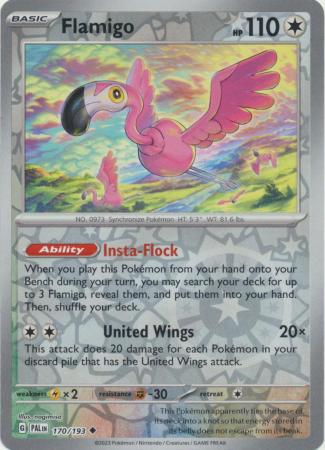 BASIC
Flamigo
HP 110
NO. 0973 Synchronize Pokémon HT: 5'3" WT: 81.6 lbs.
Ability Insta-Flock
When you play this Pokémon from your hand onto your
Bench during your turn, you may search your deck for up
to 3 Flamigo, reveal them, and put them into your hand.
Then, shuffle your deck.
United Wings 20×
This attack does 20 damage for each Pokémon in your
discard pile that has the United Wings attack.
weakness ×2 resistance -30 retreat
Illus. nagimiso
G PAL EN 170/193
This Pokémon apparently ties the base of
its neck into a knot so that energy stored
in its belly does not escape from its beak.
©2023 Pokémon / Nintendo / Creatures / GAME FREAK